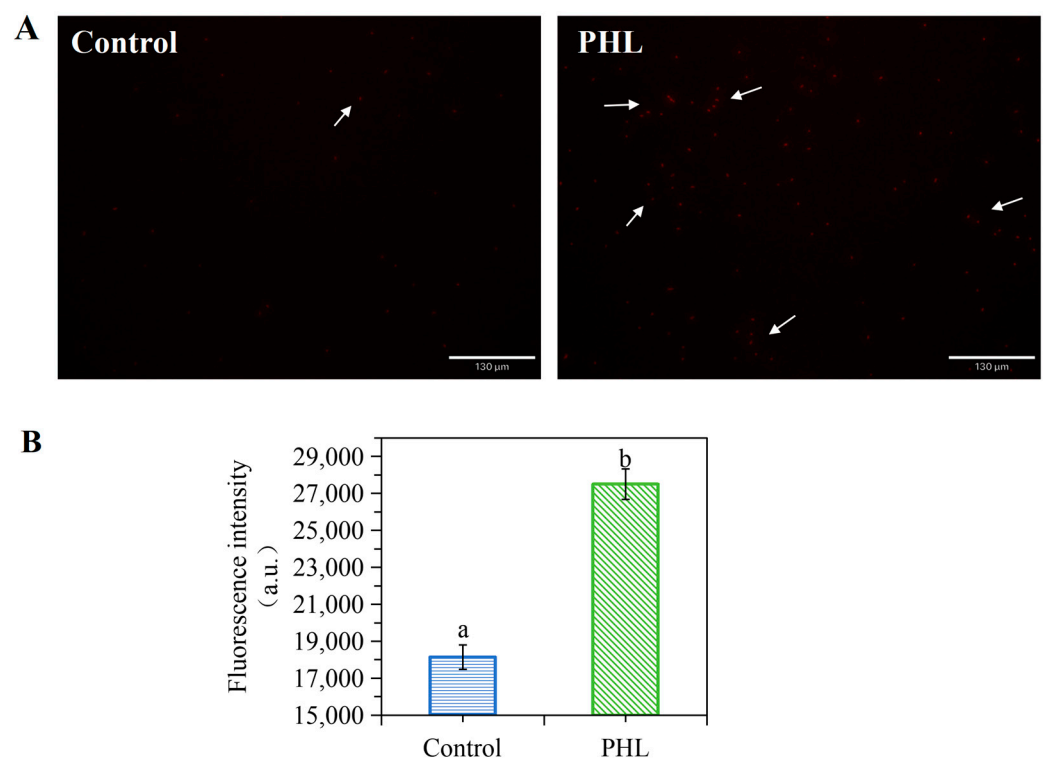 A
Control
PHL
130 μm
130 μm
B
Fluorescence intensity
(a.u.)
29,000
27,000
25,000
23,000
21,000
19,000
17,000
15,000
a
b
Control
PHL